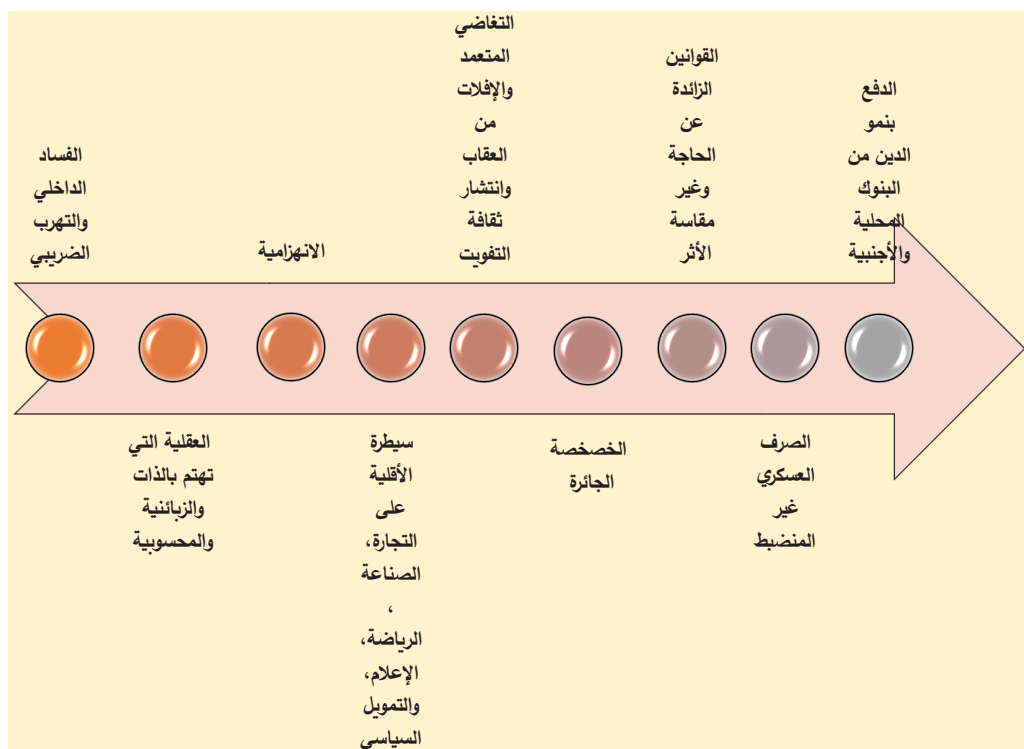 الفساد
الداخلي
والتهرب
الضريبي
العقلية التي
تهتم بالذات
والزبائنية
والمحسوبية
الانهزامية
سيطرة
الأقلية
على
التجارة،
الصناعة
،
الرياضة،
الإعلام،
والتمويل
السياسي
التغاضي
المتعمد
والإفلات
من
العقاب
وانتشار
ثقافة
التفويت
الخصخصة
الجائرة
القوانين
الزائدة
عن
الحاجة
وغير
مقاسة
الأثر
الصرف
العسكري
غير
المنضبط
الدفع
بنمو
الدين من
البنوك
المحلية
والأجنبية